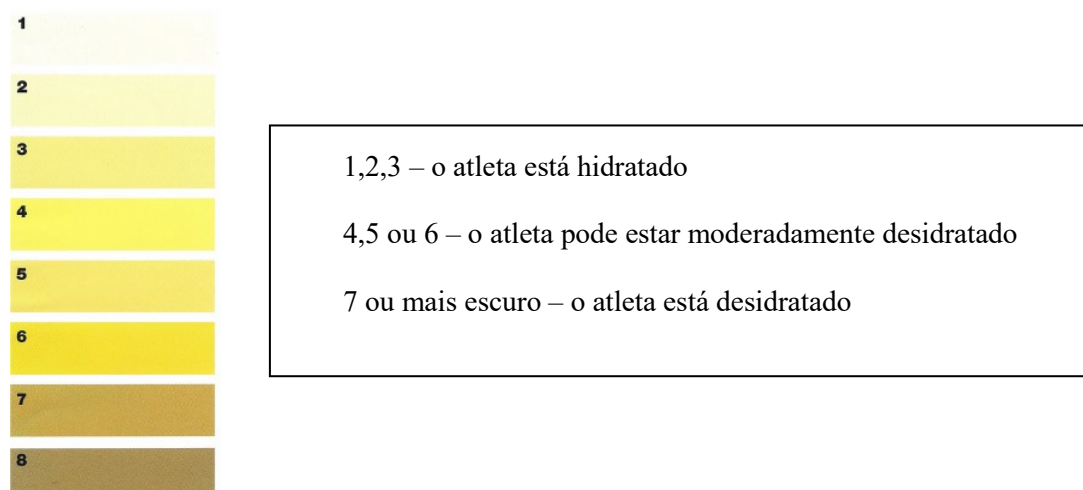 1
2
3
4
5
6
7
8
1,2,3 – o atleta está hidratado
4,5 ou 6 – o atleta pode estar moderadamente desidratado
7 ou mais escuro – o atleta está desidratado